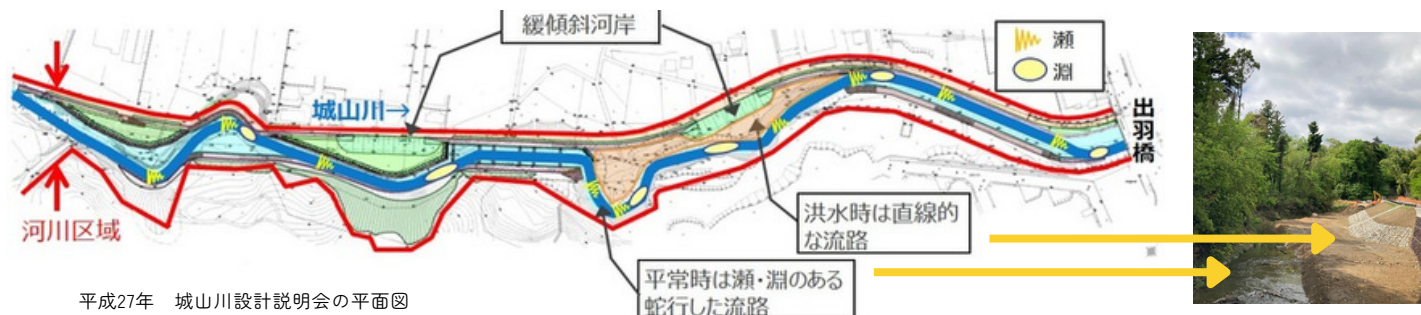 緩傾斜河岸
瀬
淵
城山川→
出羽橋
河川区域
洪水時は直線的
な流路
平常時は瀬・淵のある
蛇行した流路
平成27年　城山川設計説明会の平面図